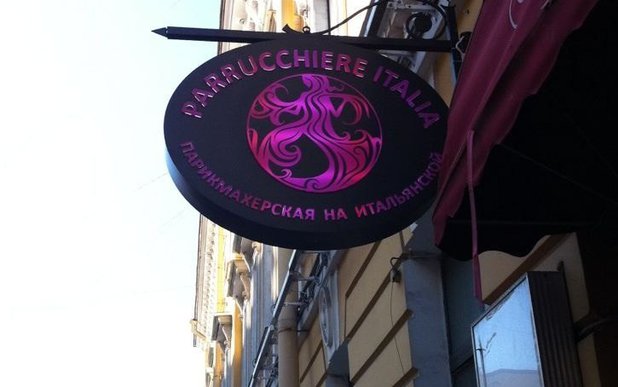 PARRUCCHIERE ITALIA
ПАРИКМАХЕРСКАЯ НА ИТАЛЬЯНСКОЙ